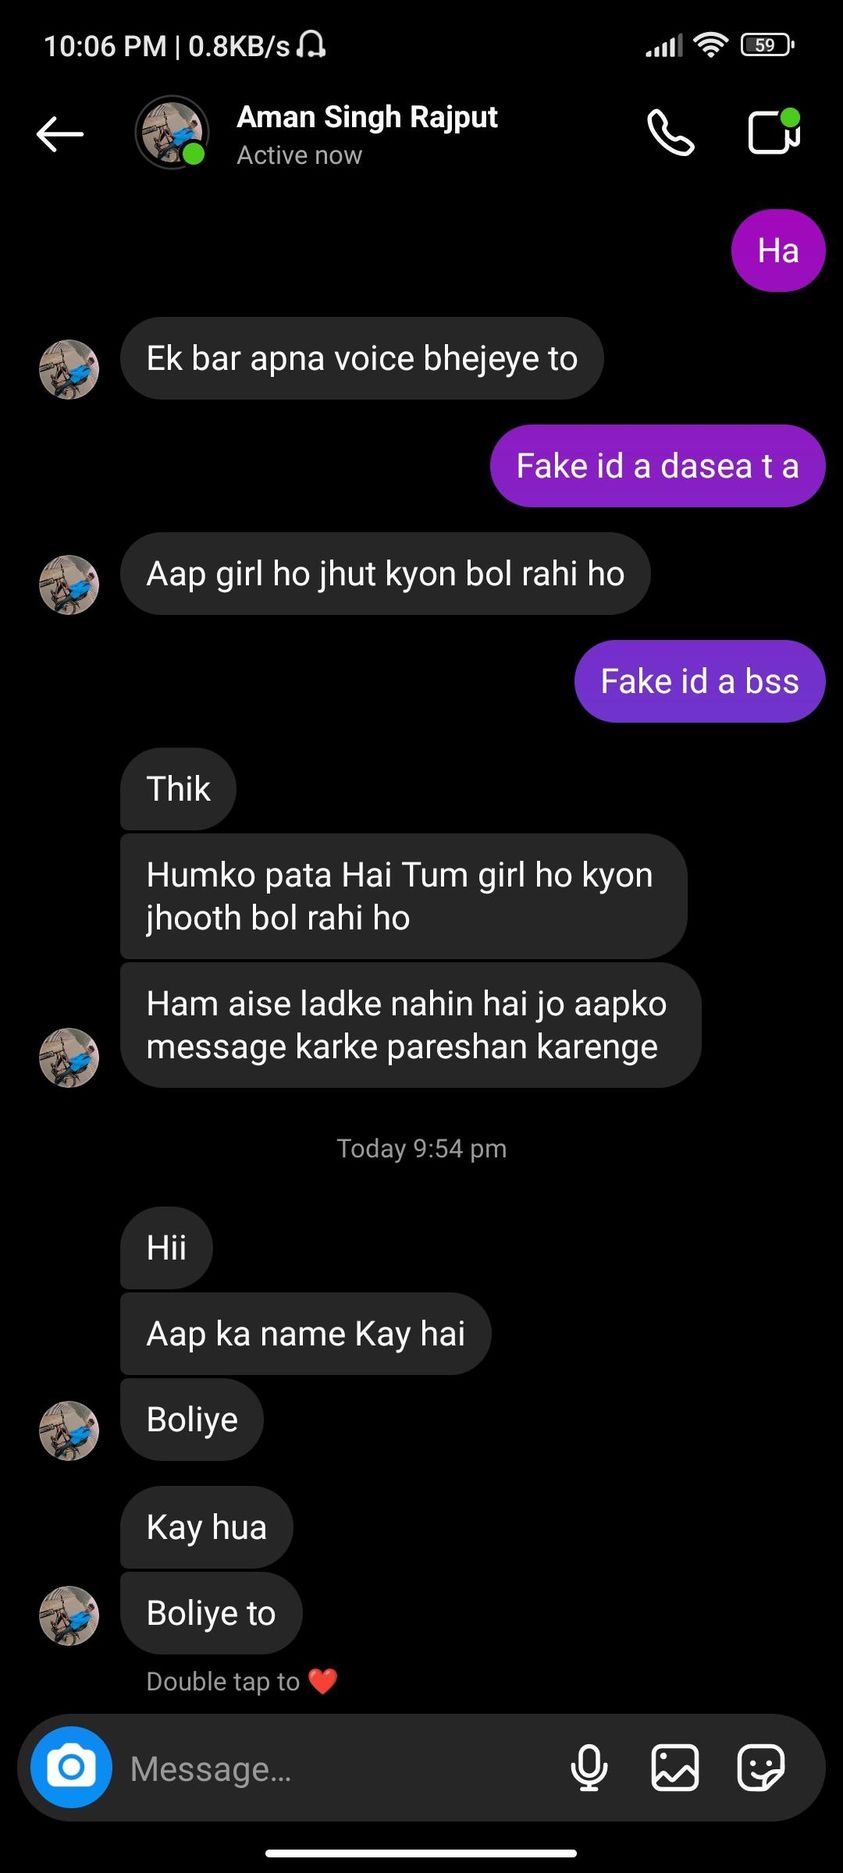 10:06 PM | 0.8KB/s
59
Aman Singh Rajput
Active now
Ha
Ek bar apna voice bhejeye to
Fake id a dasea t a
Aap girl ho jhut kyon bol rahi ho
Fake id a bss
Thik
Humko pata Hai Tum girl ho kyon
jhooth bol rahi ho
Ham aise ladke nahin hai jo aapko
message karke pareshan karenge
Today 9:54 pm
Hii
Aap ka name Kay hai
Boliye
Kay hua
Boliye to
Double tap to ❤️
Message...